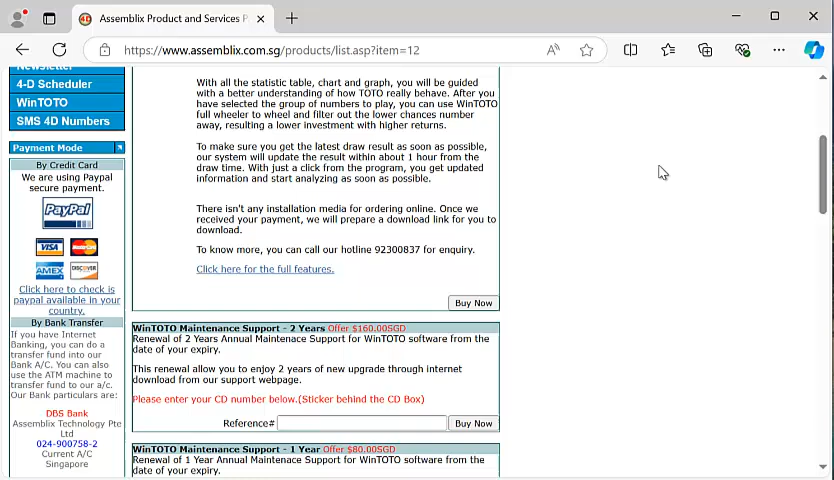 Assemblix Product and Services P
https://www.assemblix.com.sg/products/list.asp?item=12
Newsletter
4-D Scheduler
WinTOTO
SMS 4D Numbers
Payment Mode
By Credit Card
We are using Paypal
secure payment.
PayPal
VISA MasterCard
AMEX DISCOVER
Click here to check is
paypal available in your
country.
By Bank Transfer
If you have Internet
Banking, you can do a
transfer fund into our
Bank A/C. You can also
use the ATM machine to
transfer fund to our a/c.
Our Bank particulars are:
DBS Bank
Assemblix Technology Pte
Ltd
024-900758-2
Current A/C
Singapore
With all the statistic table, chart and graph, you will be guided
with a better understanding of how TOTO really behave. After you
have selected the group of numbers to play, you can use WinTOTO
full wheeler to wheel and filter out the lower chances number
away, resulting a lower investment with higher returns.
To make sure you get the latest draw result as soon as possible,
our system will update the result within about 1 hour from the
draw time. With just a click from the program, you get updated
information and start analyzing as soon as possible.
There isn't any installation media for ordering online. Once we
received your payment, we will prepare a download link for you to
download.
To know more, you can call our hotline 92300837 for enquiry.
Click here for the full features.
Buy Now
WinTOTO Maintenance Support - 2 Years Offer $160.00SGD
Renewal of 2 Years Annual Maintenace Support for WinTOTO software from the
date of your expiry.
This renewal allow you to enjoy 2 years of new upgrade through internet
download from our support webpage.
Please enter your CD number below.(Sticker behind the CD Box)
Reference# Buy Now
WinTOTO Maintenance Support - 1 Year Offer $80.00SGD
Renewal of 1 Year Annual Maintenace Support for WinTOTO software from the
date of your expiry.